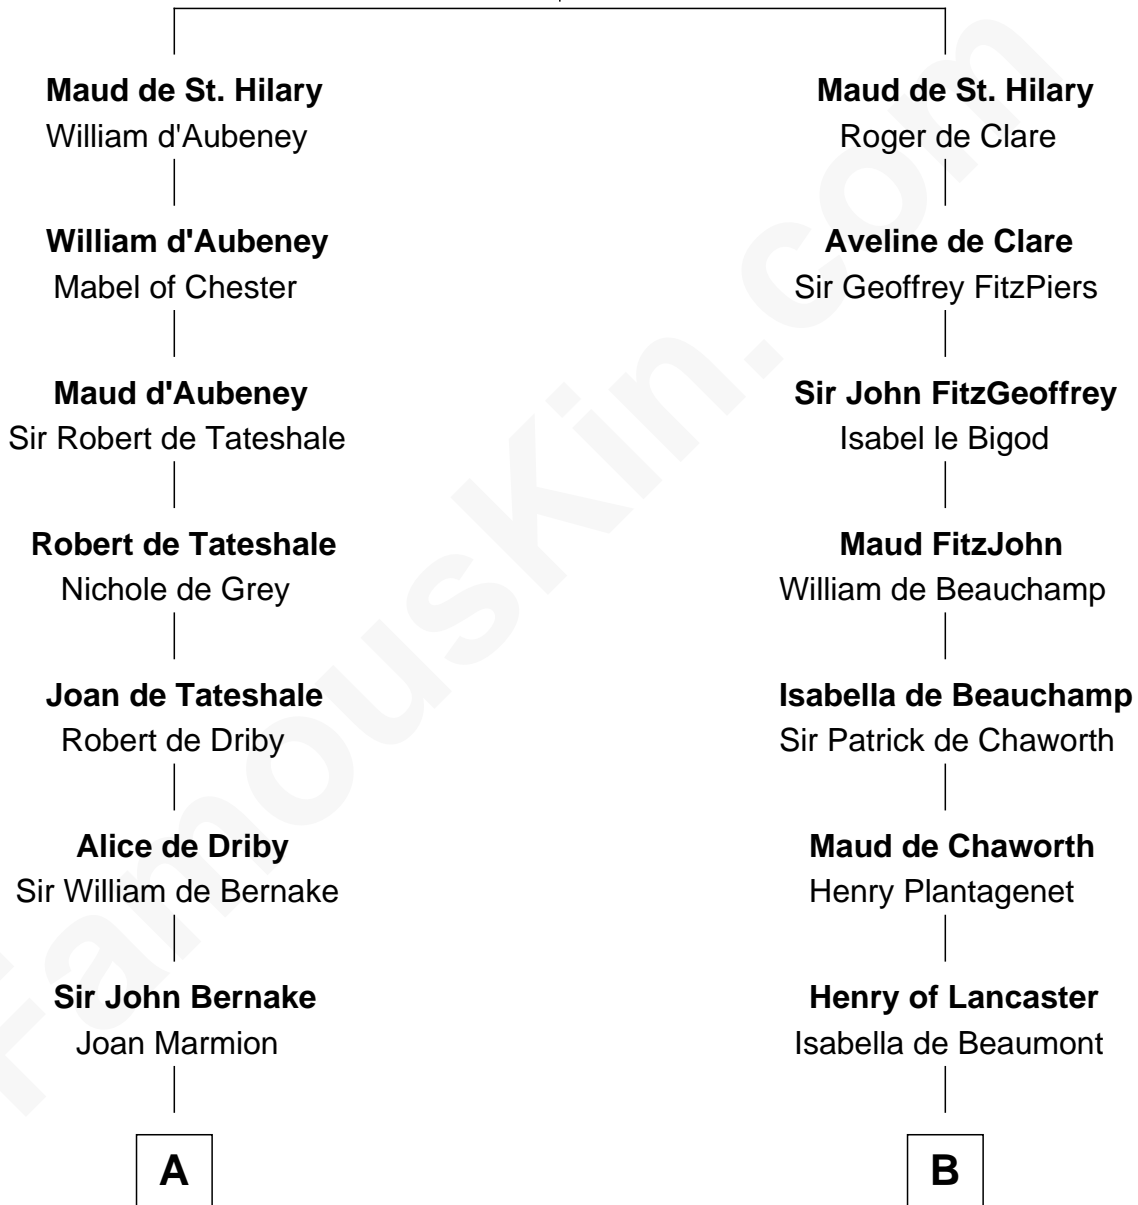 Maud de St. Hilary
William d'Aubeney
William d'Aubeney
Mabel of Chester
Maud d'Aubeney
Sir Robert de Tateshale
Robert de Tateshale
Nichole de Grey
Joan de Tateshale
Robert de Driby
Alice de Driby
Sir William de Bernake
Sir John Bernake
Joan Marmion
A
Maud de St. Hilary
Roger de Clare
Aveline de Clare
Sir Geoffrey FitzPiers
Sir John FitzGeoffrey
Isabel le Bigod
Maud FitzJohn
William de Beauchamp
Isabella de Beauchamp
Sir Patrick de Chaworth
Maud de Chaworth
Henry Plantagenet
Henry of Lancaster
Isabella de Beaumont
B
FamousKin.com